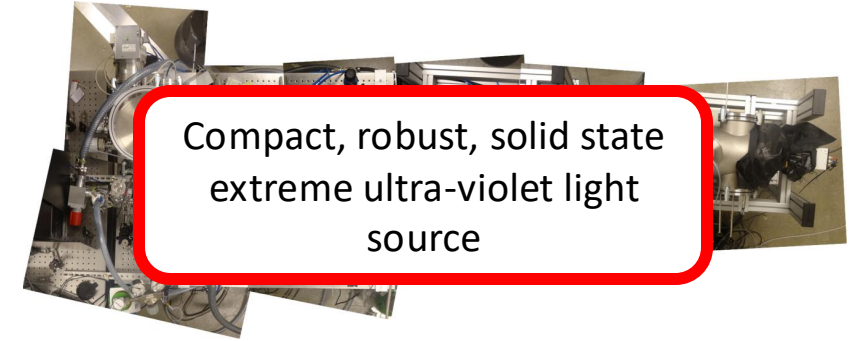 Compact, robust, solid state
extreme ultra-violet light
source